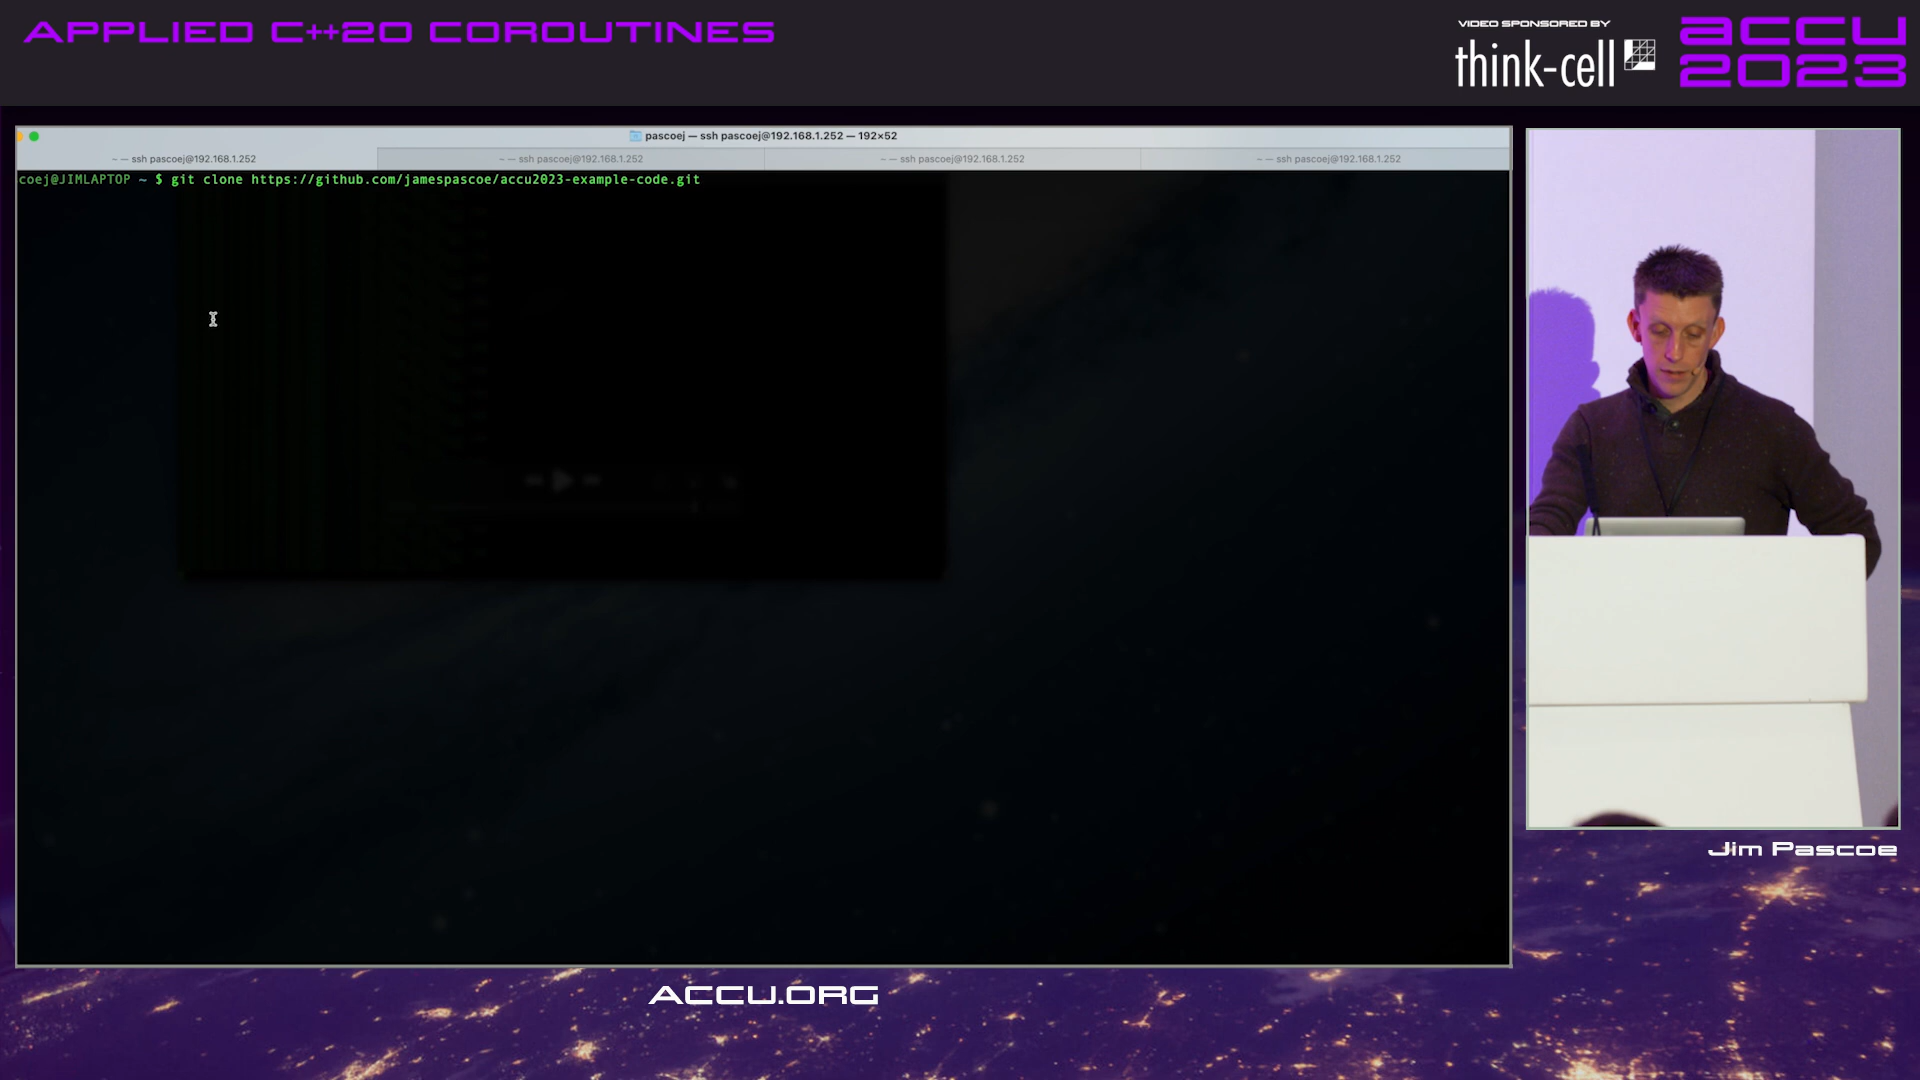 APPLIED C++20 COROUTINES
VIDEO SPONSORED BY
think-cell
accu
2023
pascoej — ssh pascoej@192.168.1.252 — 192×52
~ — ssh pascoej@192.168.1.252
~ — ssh pascoej@192.168.1.252
~ — ssh pascoej@192.168.1.252
~ — ssh pascoej@192.168.1.252
coej@JIMLAPTOP ~ $ git clone https://github.com/jamespascoe/accu2023-example-code.git
Jim Pascoe
ACCU.ORG